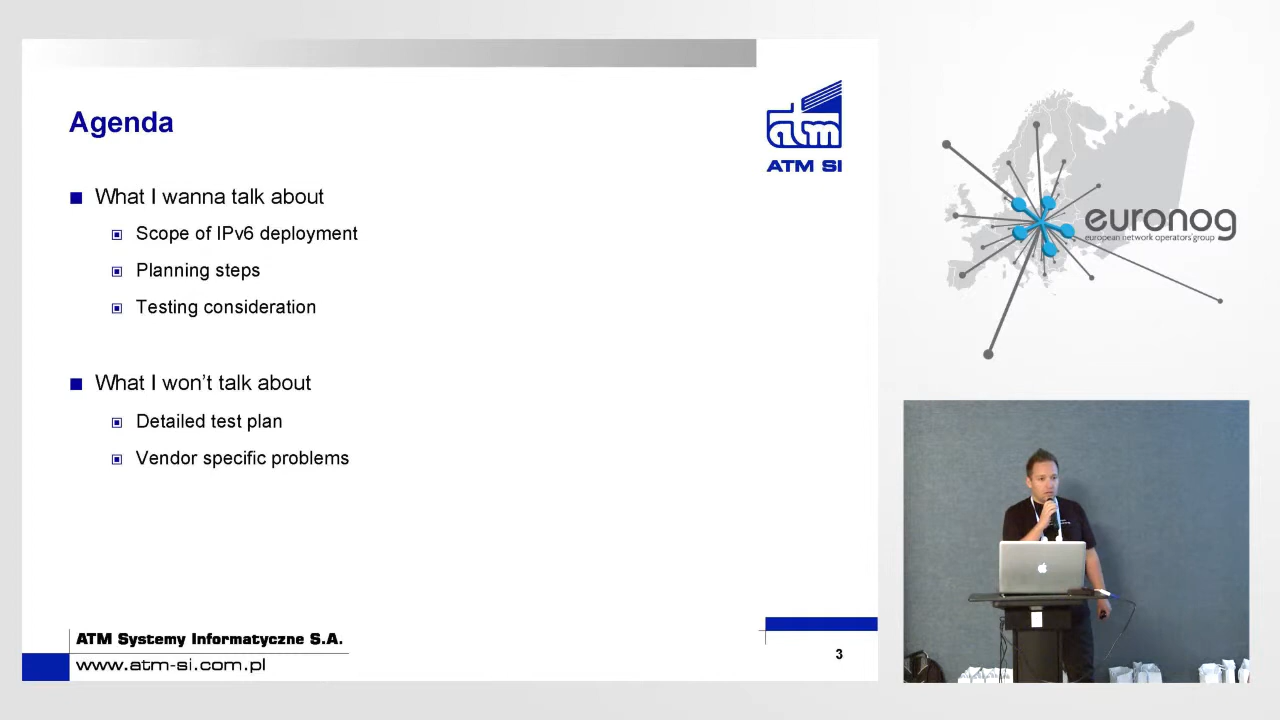 Agenda
atm
ATM SI
What I wanna talk about
Scope of IPv6 deployment
Planning steps
Testing consideration
What I won't talk about
Detailed test plan
Vendor specific problems
ATM Systemy Informatyczne S.A.
www.atm-si.com.pl
3
euronog
european network operators' group